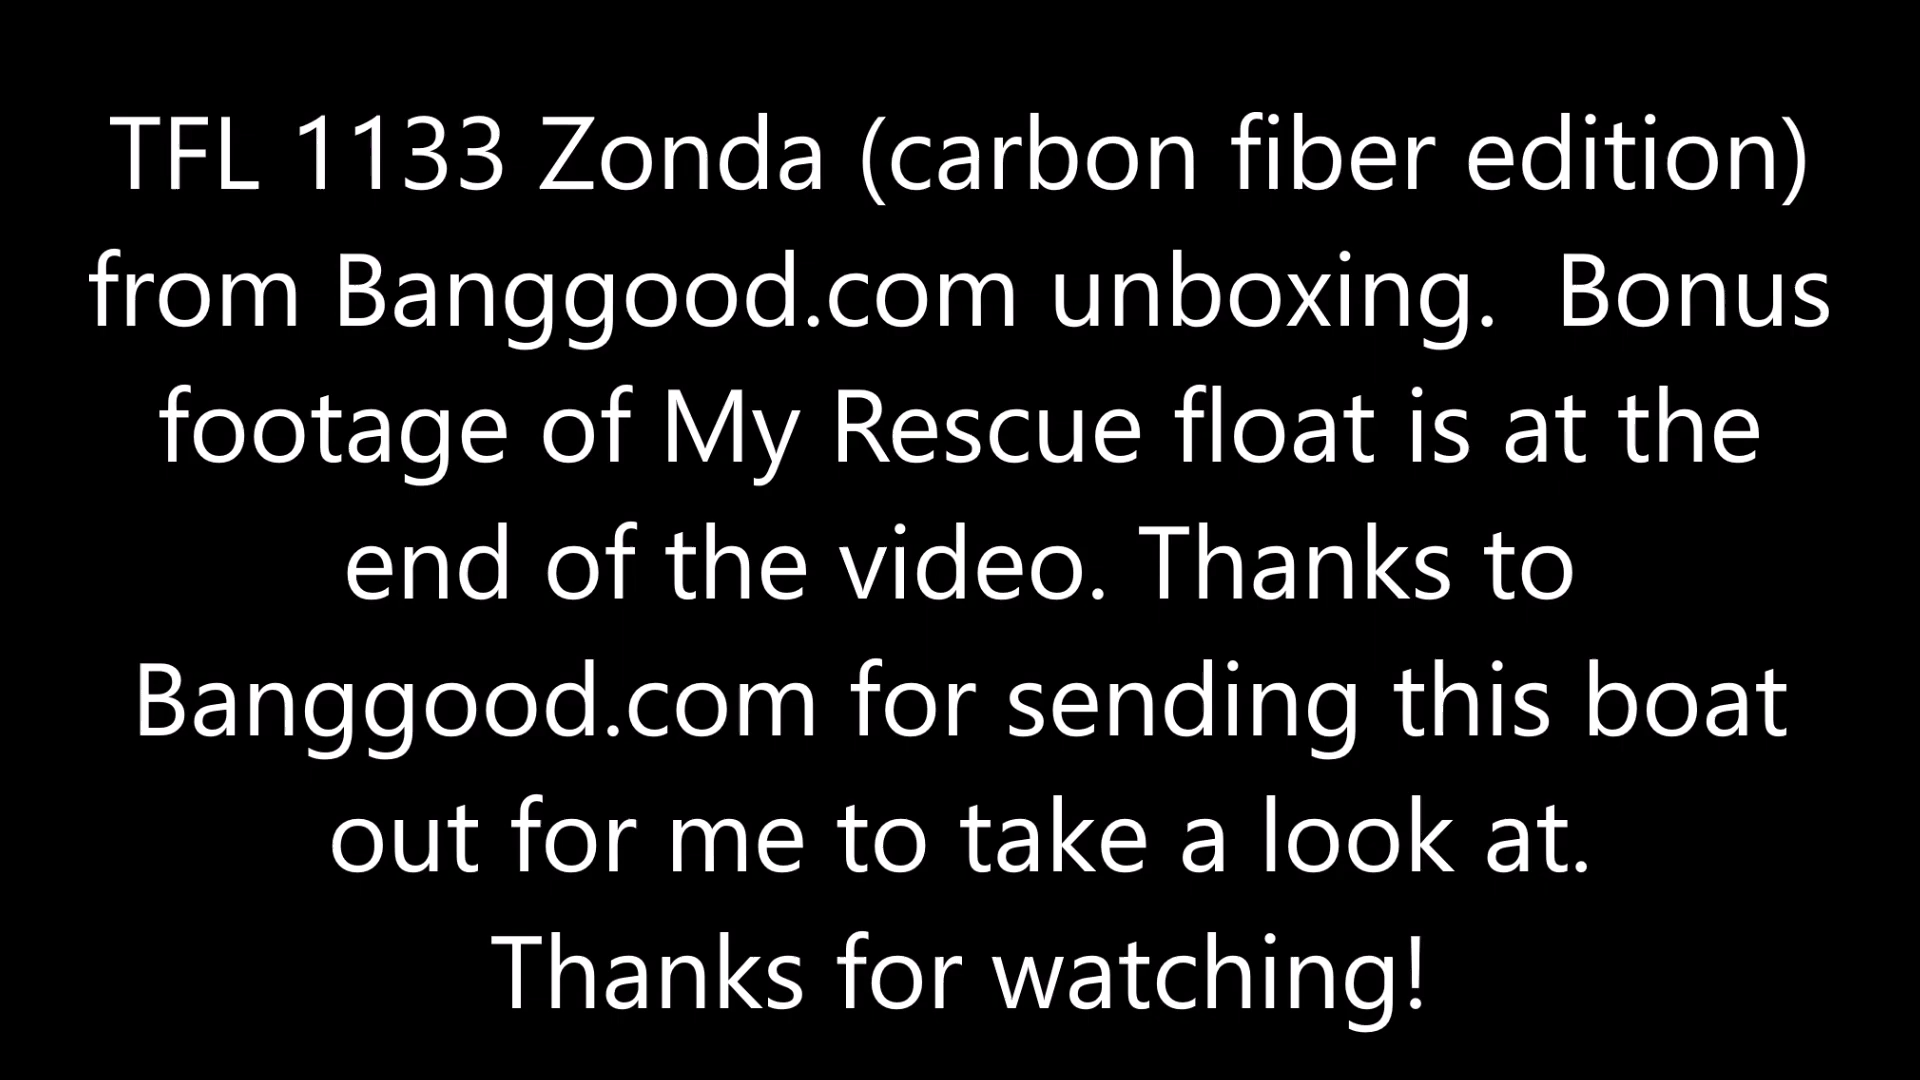 TFL 1133 Zonda (carbon fiber edition)
from Banggood.com unboxing.  Bonus
footage of My Rescue float is at the
end of the video. Thanks to
Banggood.com for sending this boat
out for me to take a look at.
Thanks for watching!